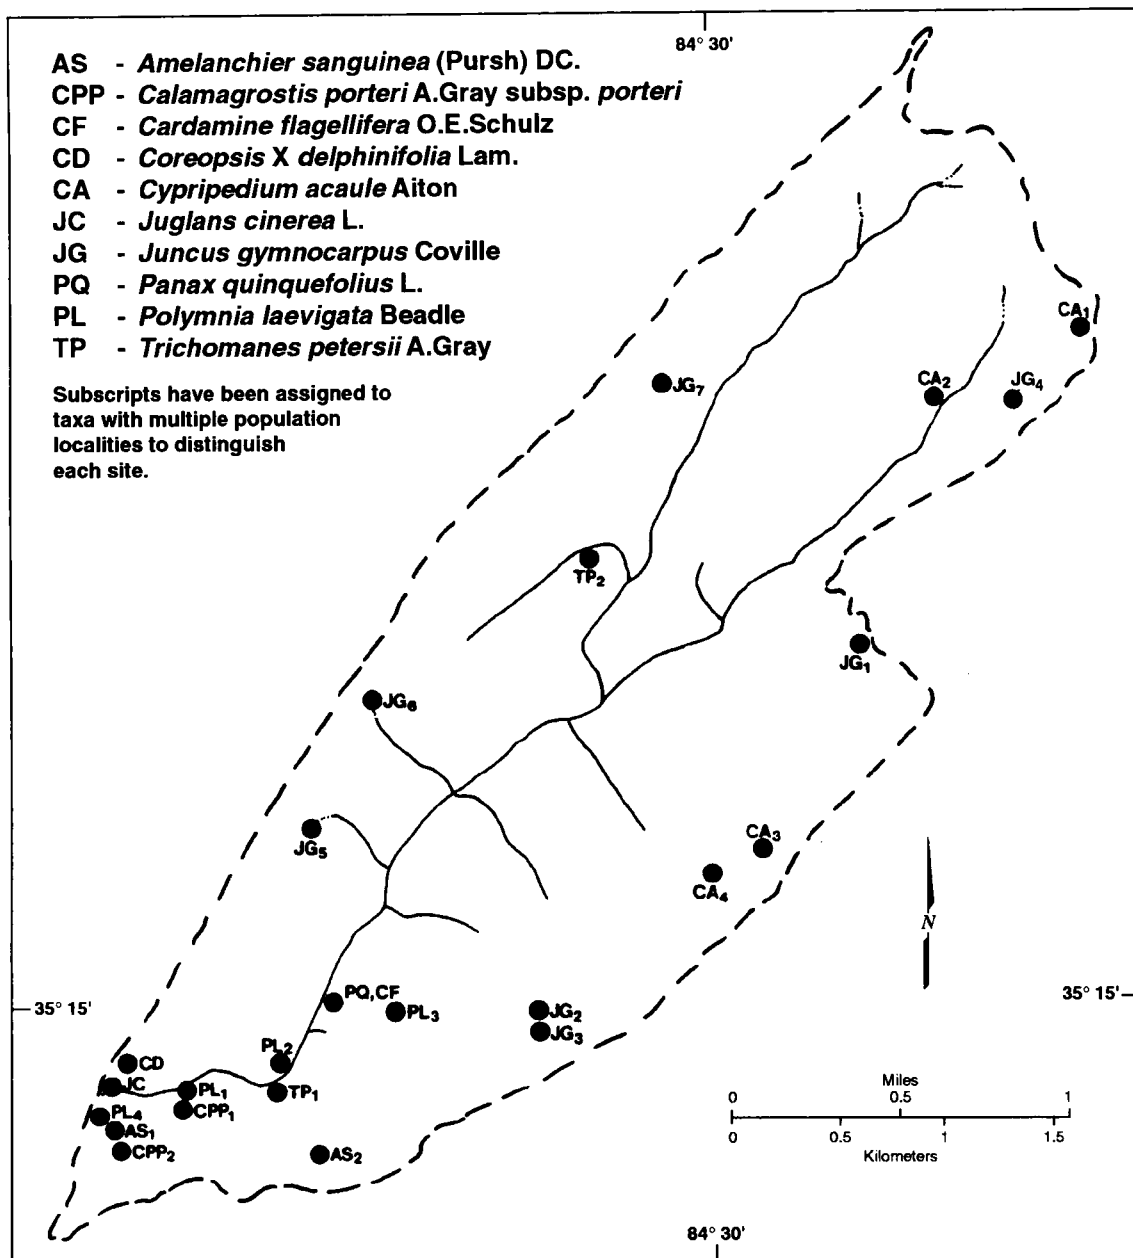 84° 30'
AS - Amelanchier sanguinea (Pursh) DC.
CPP - Calamagrostis porteri A.Gray subsp. porteri
CF - Cardamine flagellifera O.E.Schulz
CD - Coreopsis X delphinifolia Lam.
CA - Cypripedium acaule Aiton
JC - Juglans cinerea L.
JG - Juncus gymnocarpus Coville
PQ - Panax quinquefolius L.
PL - Polymnia laevigata Beadle
TP - Trichomanes petersii A.Gray
Subscripts have been assigned to
taxa with multiple population
localities to distinguish
each site.
CA₁
JG₇
CA₂
JG₄
TP₂
JG₁
JG₆
CA₃
JG₅
CA₄
N
PQ,CF
PL₃
JG₂
JG₃
35° 15'
35° 15'
CD
PL₂
JC
PL₁
TP₁
PL₄
CPP₁
AS₁
CPP₂
AS₂
Miles
0 0.5 1
0 0.5 1 1.5
Kilometers
84° 30'